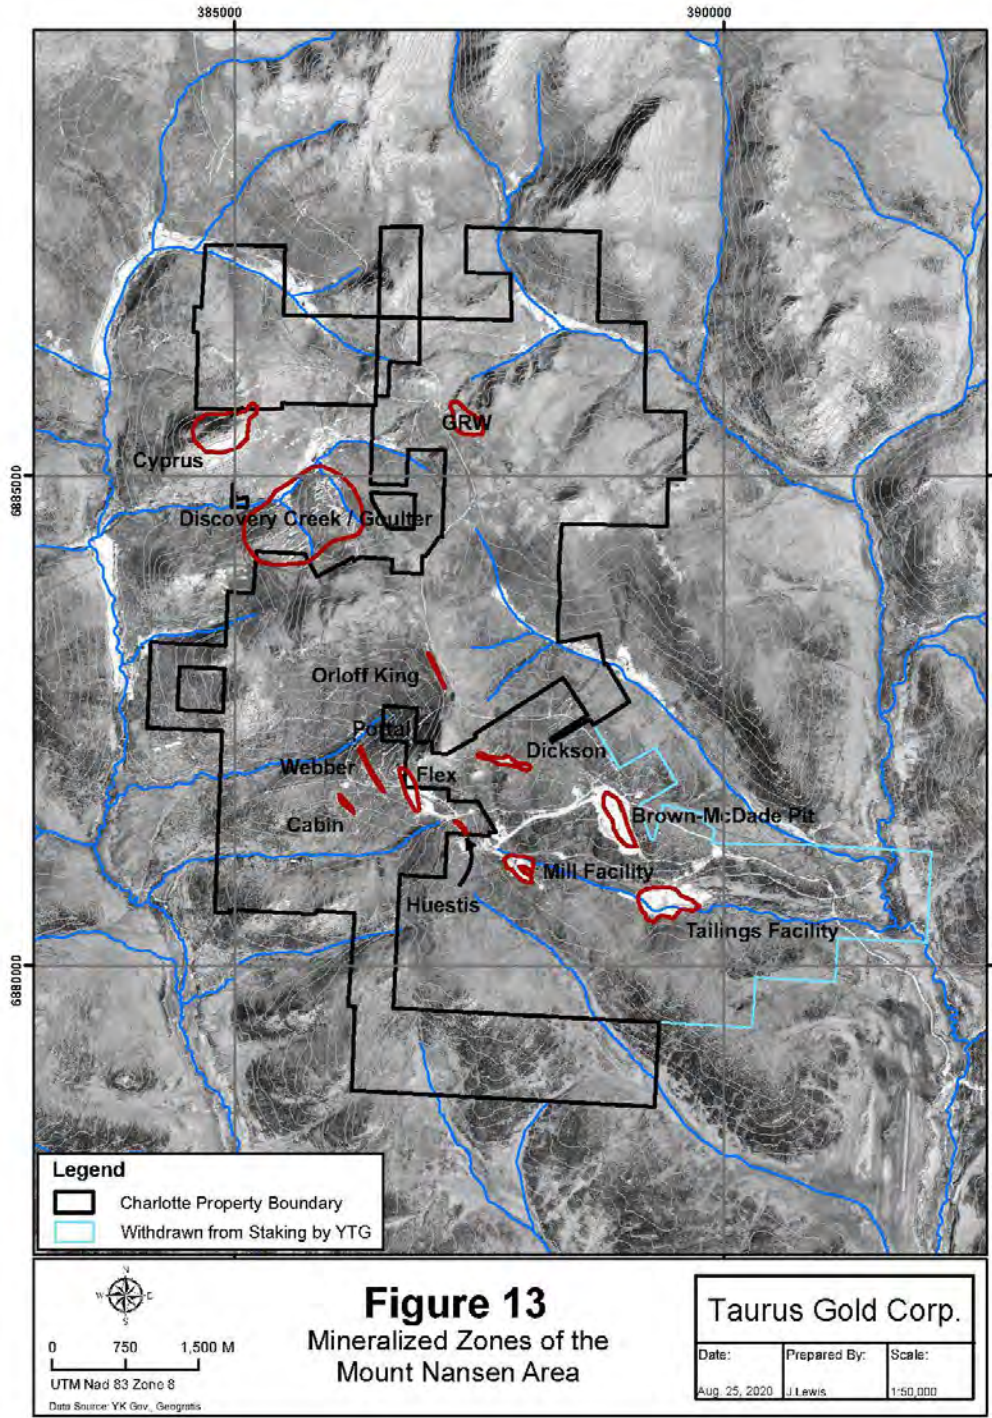 385000
390000
GRW
Cyprus
6885000
6885000
Discovery Creek / Goulter
Orloff King
Portal
Dickson
Webber
Flex
Cabin
Brown-McDade Pit
Mill Facility
Huestis
Tailings Facility
6880000
6880000
Legend
Charlotte Property Boundary
Withdrawn from Staking by YTG
N
W E
S
0 750 1,500 M
UTM Nad 83 Zone 8
Data Source: YK Gov., Geogratis
Figure 13
Mineralized Zones of the
Mount Nansen Area
Taurus Gold Corp.
Date: Prepared By: Scale:
Aug. 25, 2020 J.Lewis 1:50,000